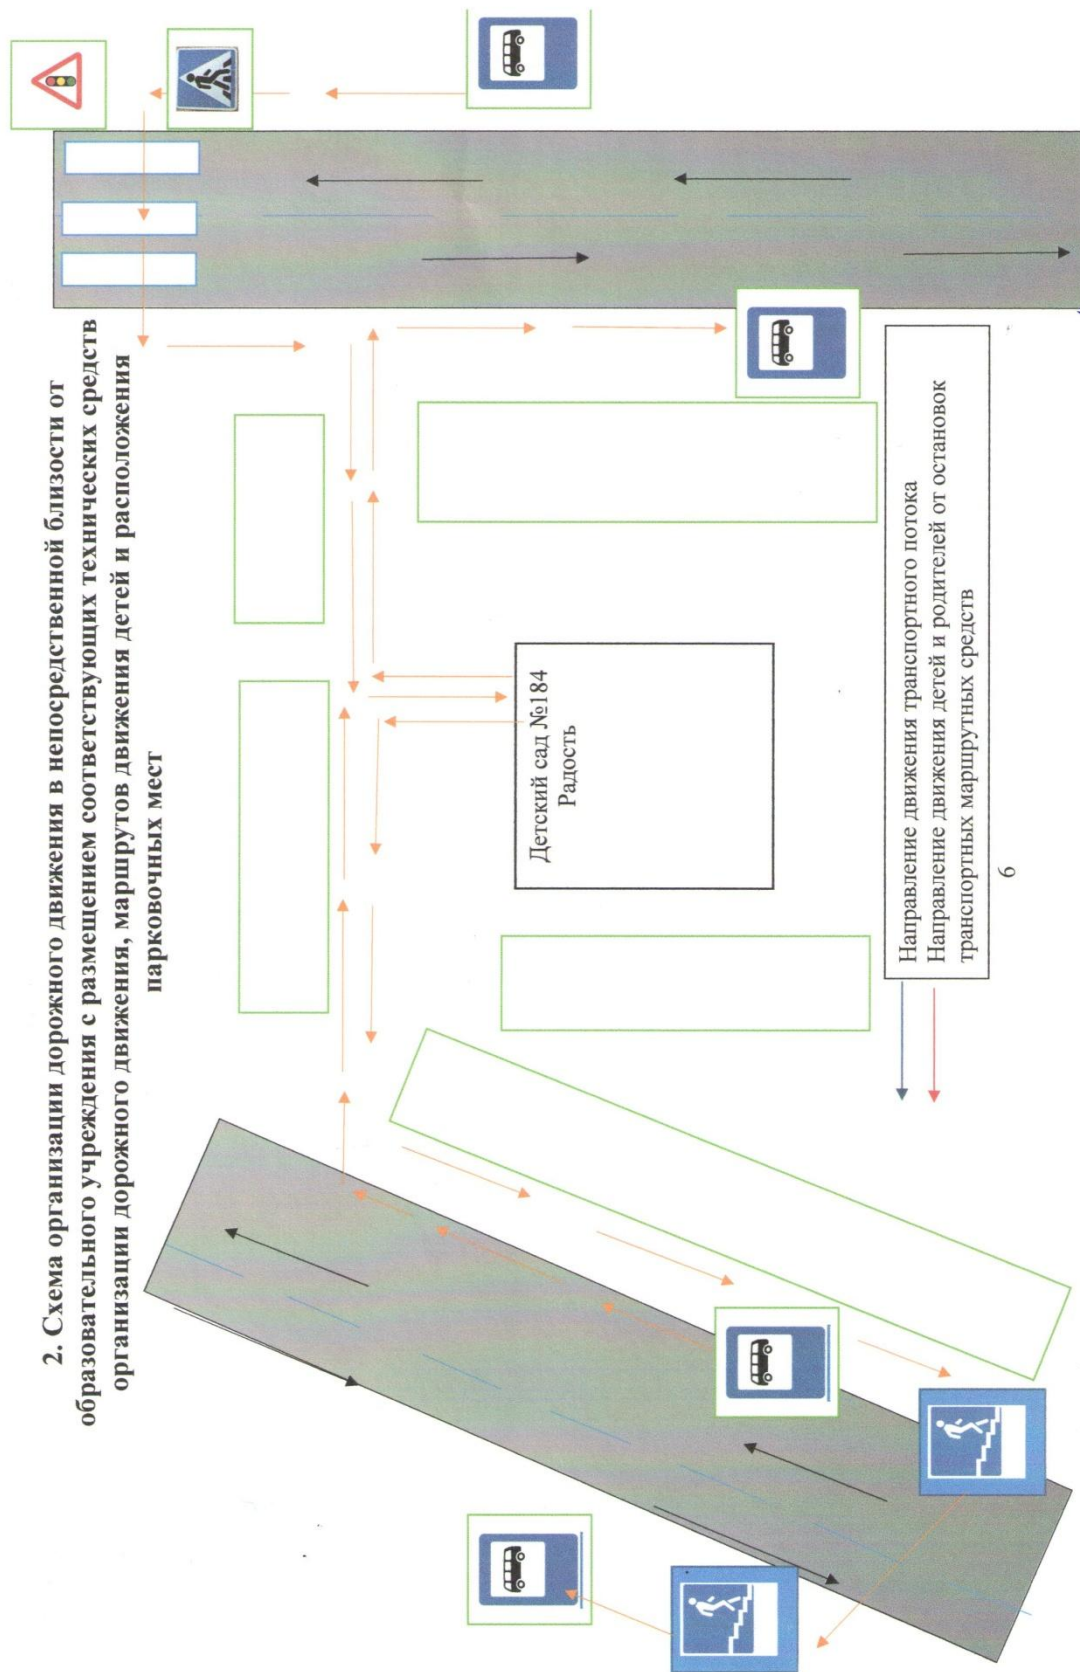 2. Схема организации дорожного движения в непосредственной близости от
образовательного учреждения с размещением соответствующих технических средств
организации дорожного движения, маршрутов движения детей и расположения
парковочных мест
Детский сад №184
Радость
Направление движения транспортного потока
Направление движения детей и родителей от остановок
транспортных маршрутных средств
6